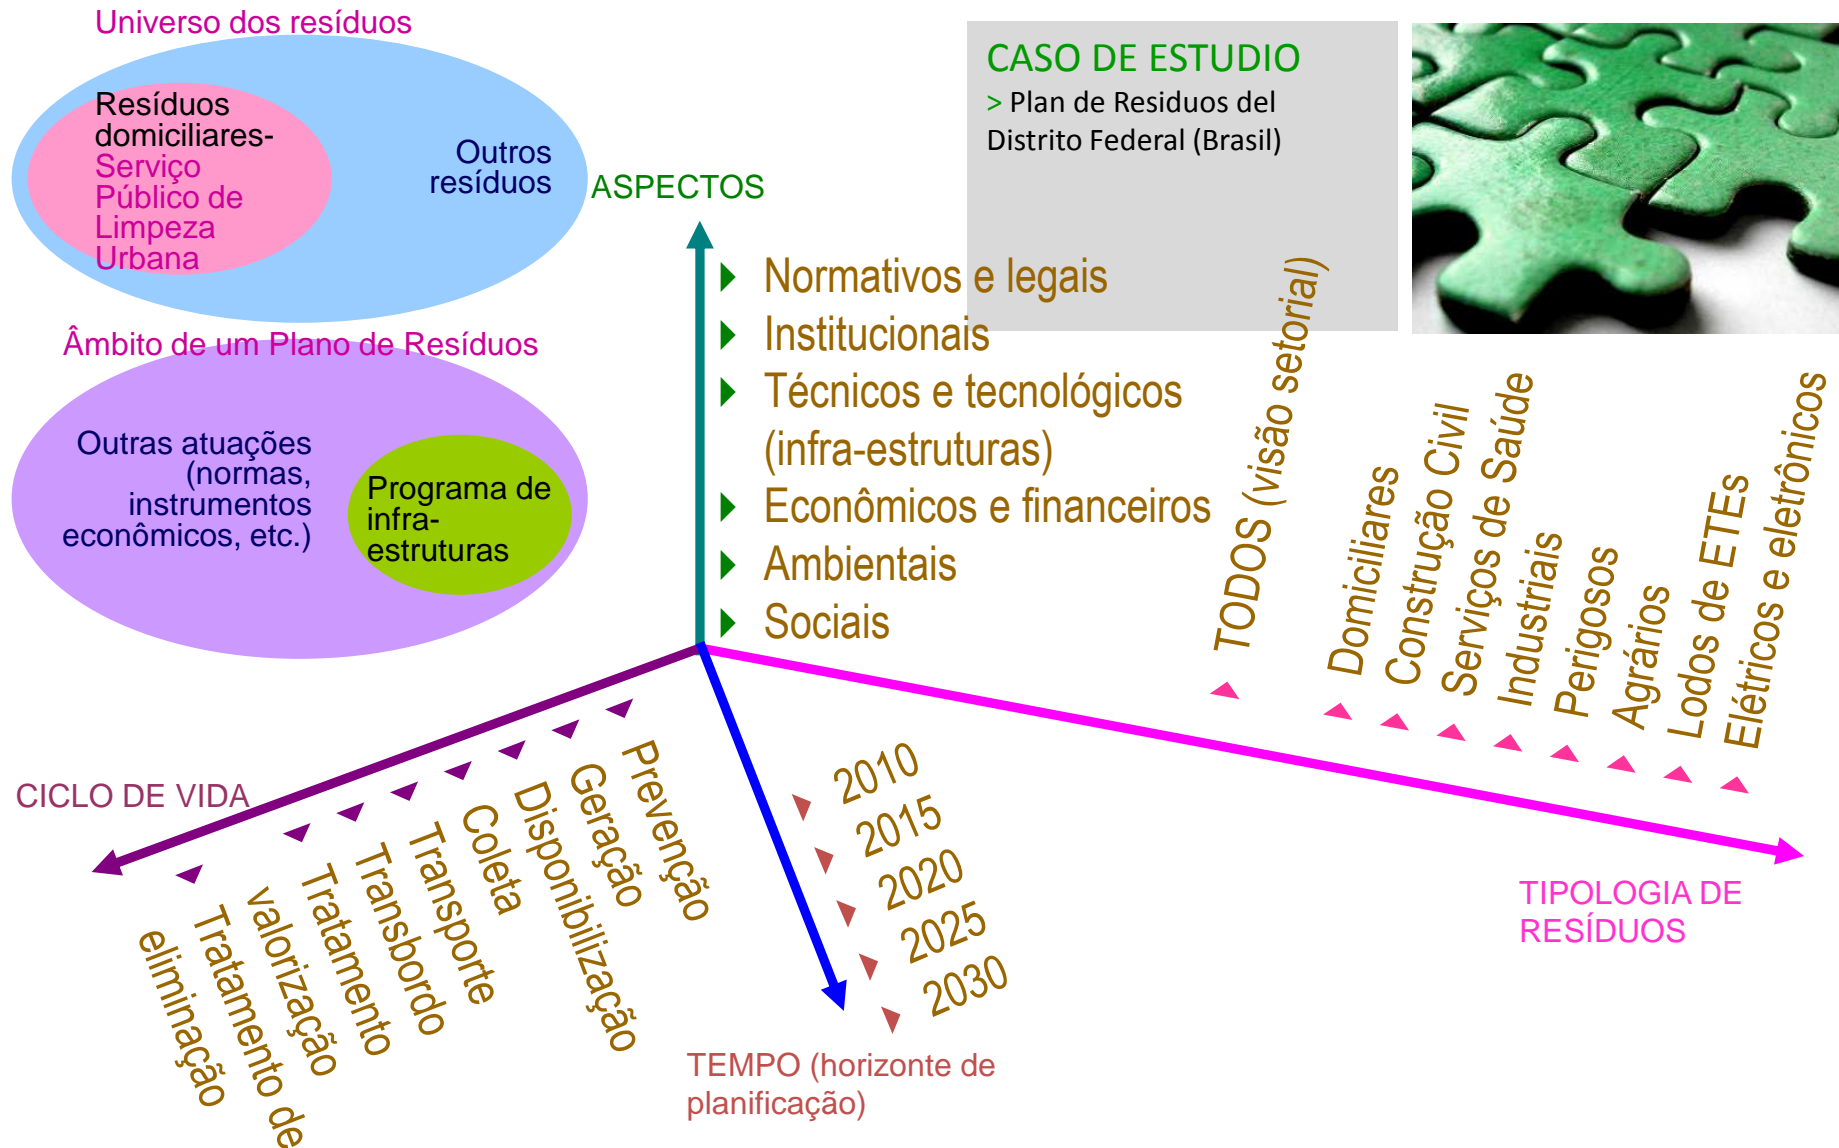 Universo dos resíduos
Resíduos
domiciliares-
Serviço
Público de
Limpeza
Urbana
Outros
resíduos
Âmbito de um Plano de Resíduos
Outras atuações
(normas,
instrumentos
econômicos, etc.)
Programa de
infra-
estruturas
CASO DE ESTUDIO
> Plan de Residuos del
Distrito Federal (Brasil)
ASPECTOS
Normativos e legais
Institucionais
Técnicos e tecnológicos
(infra-estruturas)
Econômicos e financeiros
Ambientais
Sociais
TODOS (visão setorial)
Domiciliares
Construção Civil
Serviços de Saúde
Industriais
Perigosos
Agrários
Lodos de ETEs
Elétricos e eletrônicos
TIPOLOGIA DE
RESÍDUOS
CICLO DE VIDA
Prevenção
Geração
Disponibilização
Coleta
Transporte
Transbordo
Tratamento
valorização
Tratamento de
eliminação
2010
2015
2020
2025
2030
TEMPO (horizonte de
planificação)